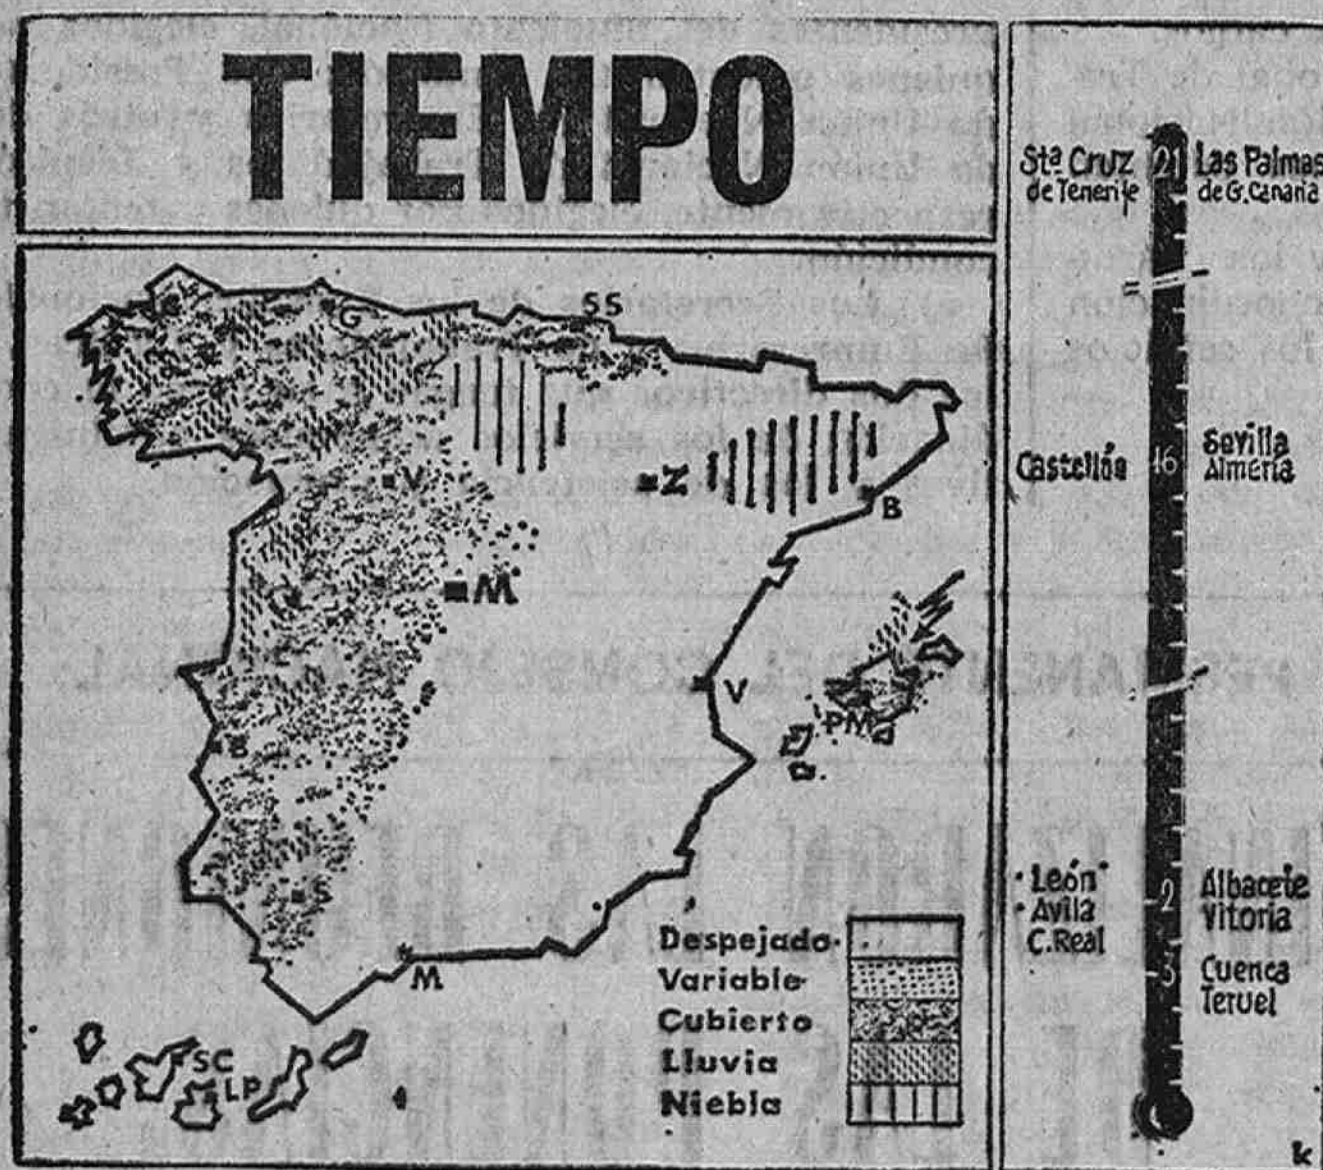 TIEMPO
G
SS
V
Z
B
M
V
PM
B
S
M
SC
LP
Despejado
Variable
Cubierto
Lluvia
Niebla
Sta Cruz
de Tenerife
21
Las Palmas
de G. Canaria
Castellón
16
Sevilla
Almería
León
Avila
C. Real
2
Albacete
Vitoria
3
Cuenca
Teruel
k